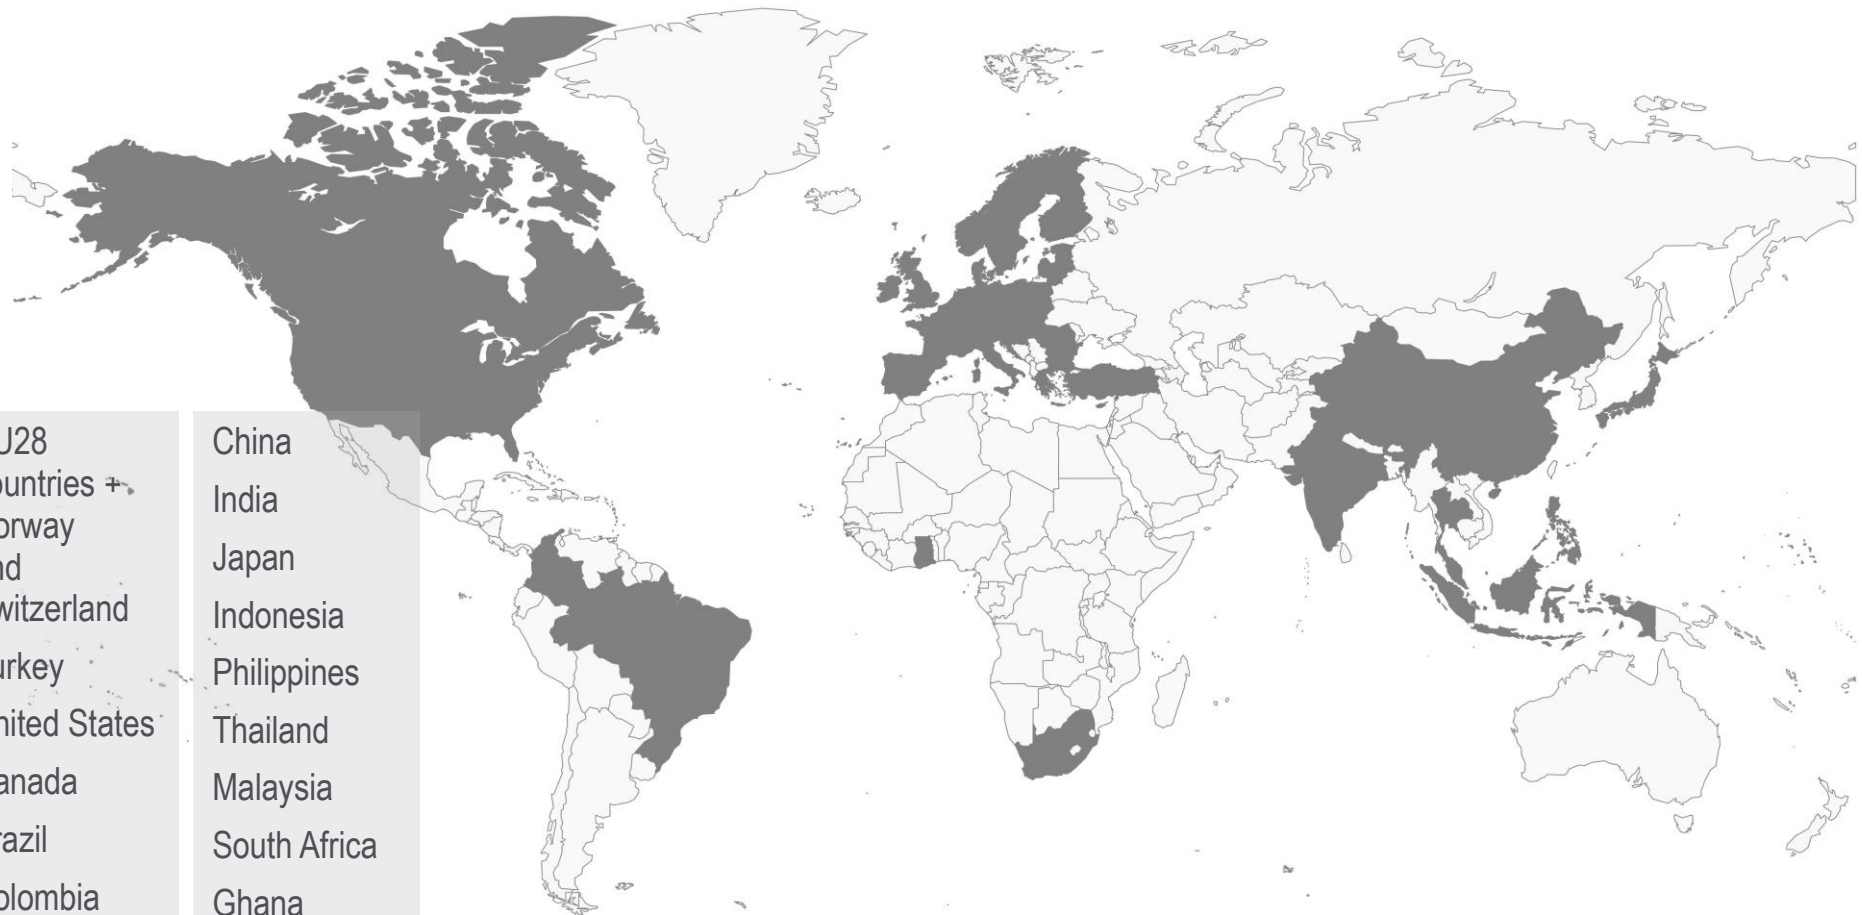 U28
ountries +
orway
nd
witzerland
urkey
nited States
anada
razil
olombia
China
India
Japan
Indonesia
Philippines
Thailand
Malaysia
South Africa
Ghana